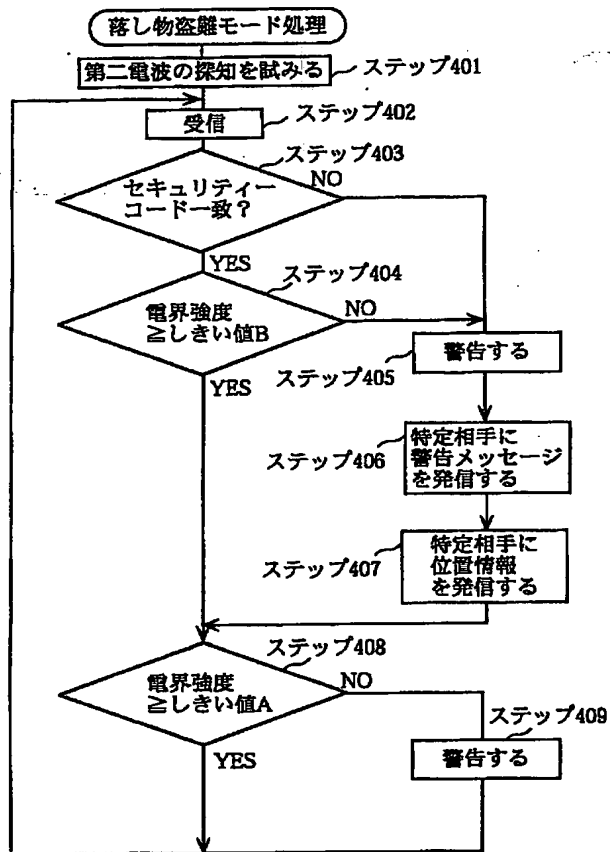 落し物盗難モード処理
第二電波の探知を試みる
ステップ401
受信
ステップ402
ステップ403
セキュリティー
コード一致?
NO
YES
ステップ404
電界強度
≧しきい値B
NO
YES
警告する
ステップ405
特定相手に
警告メッセージ
を発信する
ステップ406
特定相手に
位置情報
を発信する
ステップ407
ステップ408
電界強度
≧しきい値A
NO
YES
ステップ409
警告する